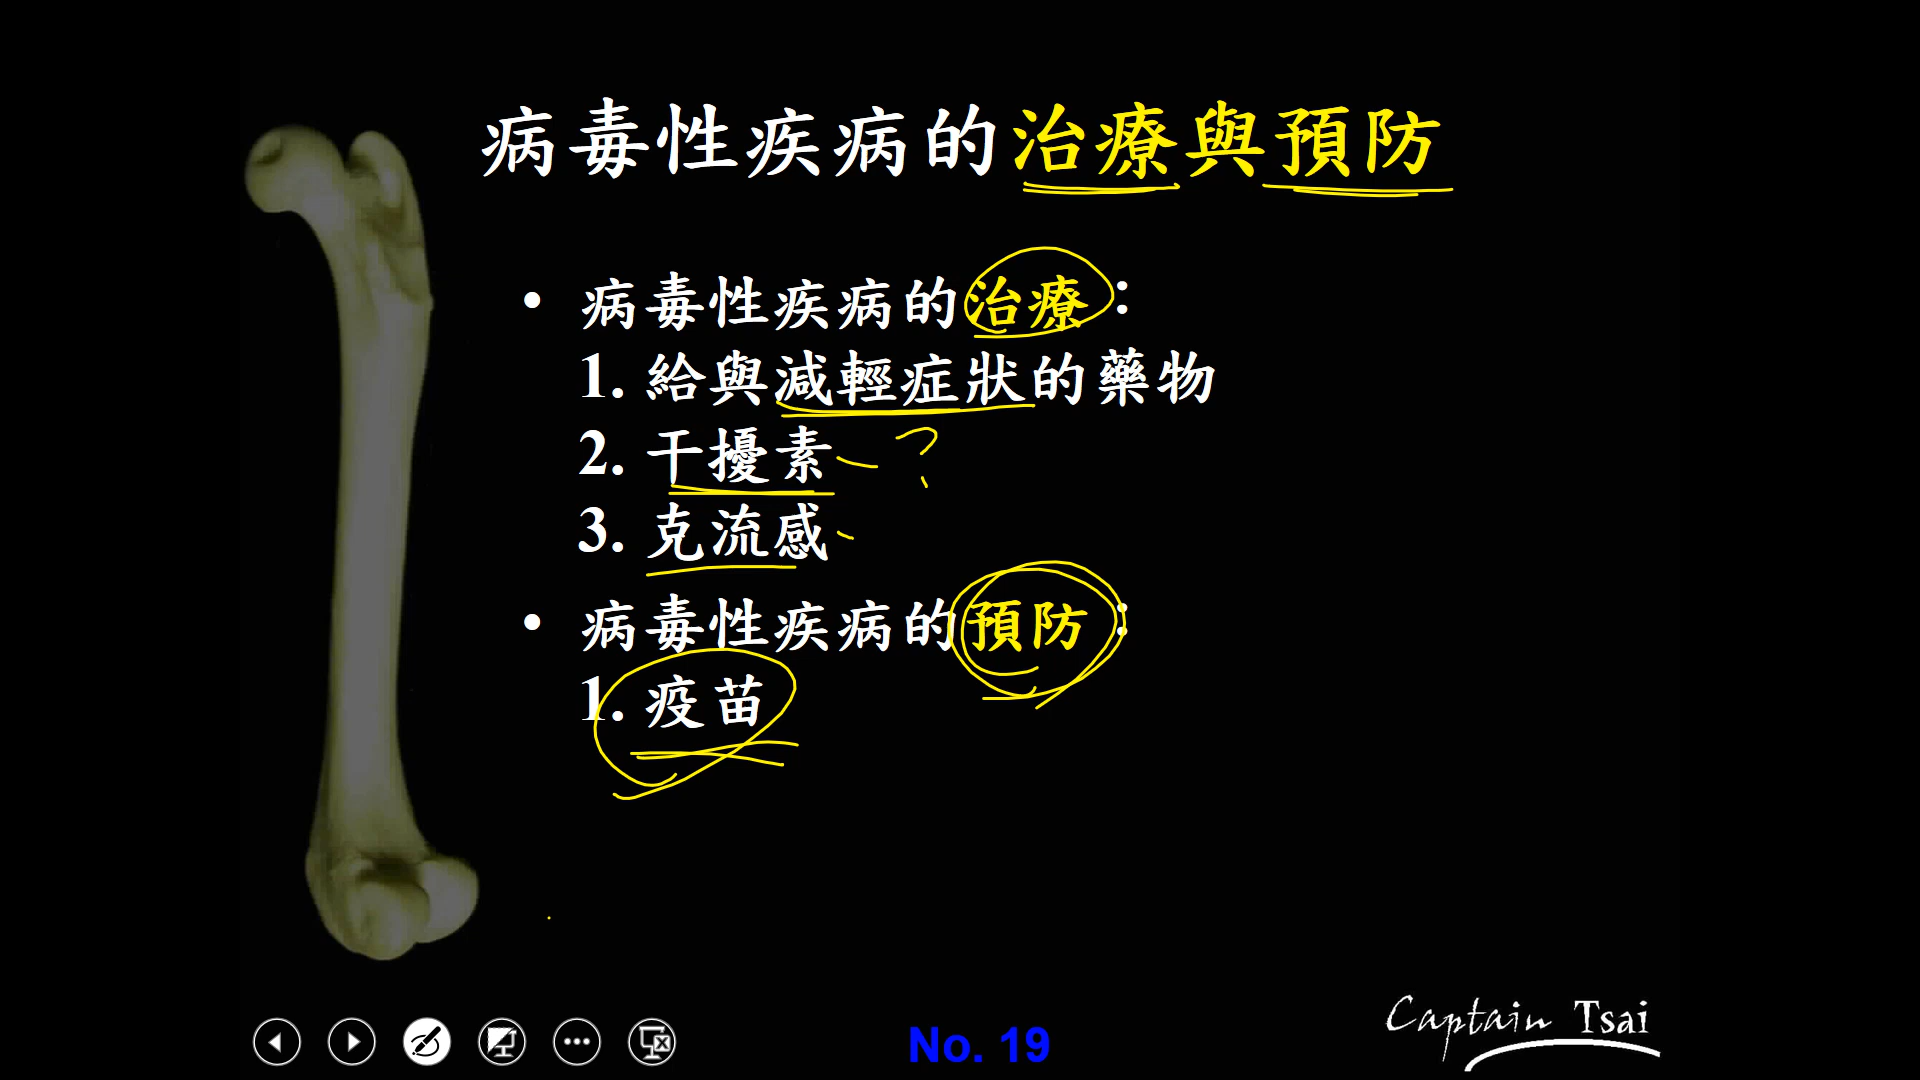 病毒性疾病的治療與預防
• 病毒性疾病的治療：
1. 給與減輕症狀的藥物
2. 干擾素 ?
3. 克流感
• 病毒性疾病的預防：
1. 疫苗
No. 19
Captain Tsai